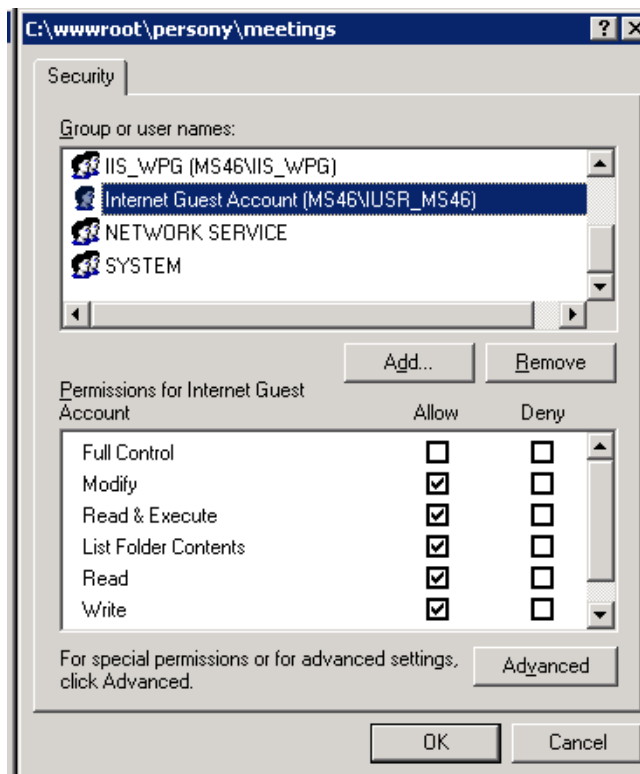 C:\wwwroot\persony\meetings
Security
Group or user names:
IIS_WPG (MS46\IIS_WPG)
Internet Guest Account (MS46\IUSR_MS46)
NETWORK SERVICE
SYSTEM
Add...
Remove
Permissions for Internet Guest
Account
Allow
Deny
Full Control
Modify
Read & Execute
List Folder Contents
Read
Write
For special permissions or for advanced settings,
click Advanced.
Advanced
OK
Cancel